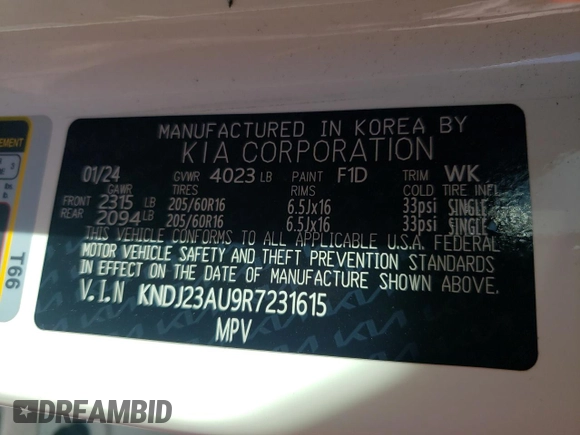 EMENT
T66
MANUFACTURED IN KOREA BY
KIA CORPORATION
01/24 GVWR 4023 LB PAINT F1D TRIM WK
GAWR TIRES RIMS COLD TIRE INFL
FRONT 2315 LB 205/60R16 6.5Jx16 33psi SINGLE
REAR 2094 LB 205/60R16 6.5Jx16 33psi SINGLE
THIS VEHICLE CONFORMS TO ALL APPLICABLE U.S.A. FEDERAL
MOTOR VEHICLE SAFETY AND THEFT PREVENTION STANDARDS
IN EFFECT ON THE DATE OF MANUFACTURE SHOWN ABOVE.
V.I.N KNDJ23AU9R7231615
MPV
DREAMBID